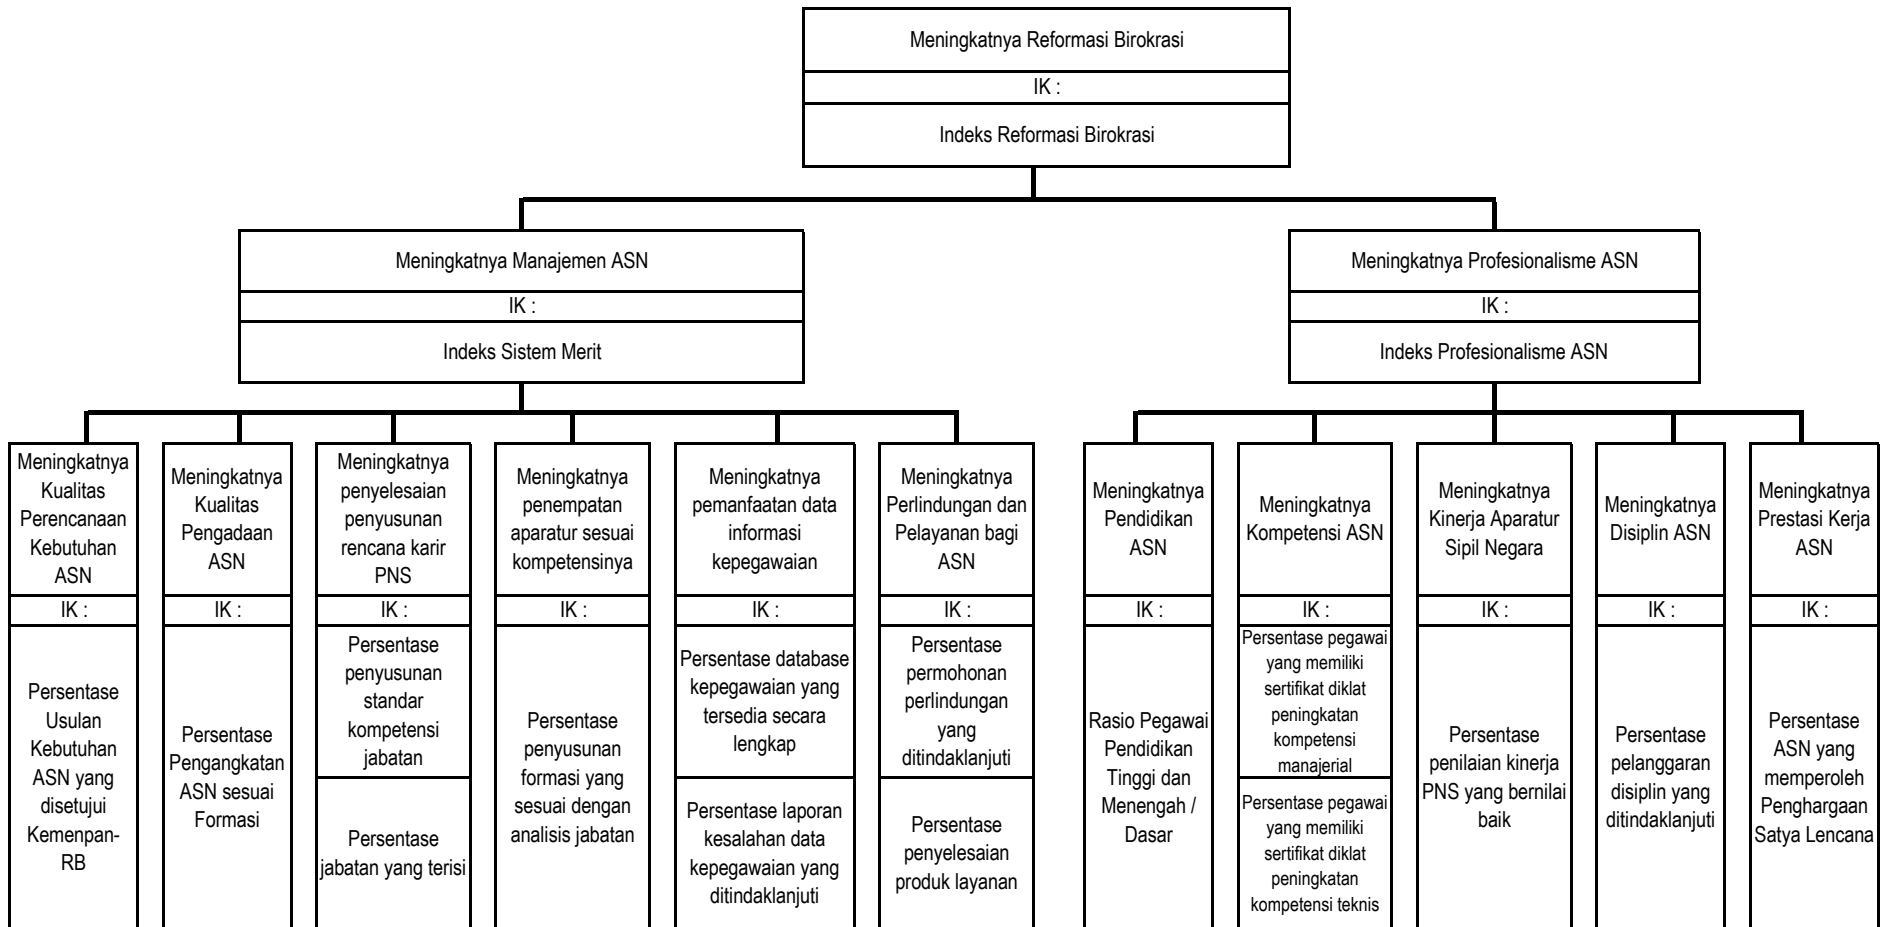 Meningkatnya Reformasi Birokrasi
IK :
Indeks Reformasi Birokrasi
Meningkatnya Manajemen ASN
IK :
Indeks Sistem Merit
Meningkatnya Profesionalisme ASN
IK :
Indeks Profesionalisme ASN
Meningkatnya
Kualitas
Perencanaan
Kebutuhan
ASN
IK :
Persentase
Usulan
Kebutuhan
ASN yang
disetujui
Kemenpan-
RB
Meningkatnya
Kualitas
Pengadaan
ASN
IK :
Persentase
Pengangkatan
ASN sesuai
Formasi
Meningkatnya
penyelesaian
penyusunan
rencana karir
PNS
IK :
Persentase
penyusunan
standar
kompetensi
jabatan
Persentase
jabatan yang terisi
Meningkatnya
penempatan
aparatur sesuai
kompetensinya
IK :
Persentase
penyusunan
formasi yang
sesuai dengan
analisis jabatan
Meningkatnya
pemanfaatan data
informasi
kepegawaian
IK :
Persentase database
kepegawaian yang
tersedia secara
lengkap
Persentase laporan
kesalahan data
kepegawaian yang
ditindaklanjuti
Meningkatnya
Perlindungan dan
Pelayanan bagi
ASN
IK :
Persentase
permohonan
perlindungan
yang
ditindaklanjuti
Persentase
penyelesaian
produk layanan
Meningkatnya
Pendidikan
ASN
IK :
Rasio Pegawai
Pendidikan
Tinggi dan
Menengah /
Dasar
Meningkatnya
Kompetensi ASN
IK :
Persentase pegawai
yang memiliki
sertifikat diklat
peningkatan
kompetensi
manajerial
Persentase pegawai
yang memiliki
sertifikat diklat
peningkatan
kompetensi teknis
Meningkatnya
Kinerja Aparatur
Sipil Negara
IK :
Persentase
penilaian kinerja
PNS yang bernilai
baik
Meningkatnya
Disiplin ASN
IK :
Persentase
pelanggaran
disiplin yang
ditindaklanjuti
Meningkatnya
Prestasi Kerja
ASN
IK :
Persentase
ASN yang
memperoleh
Penghargaan
Satya Lencana